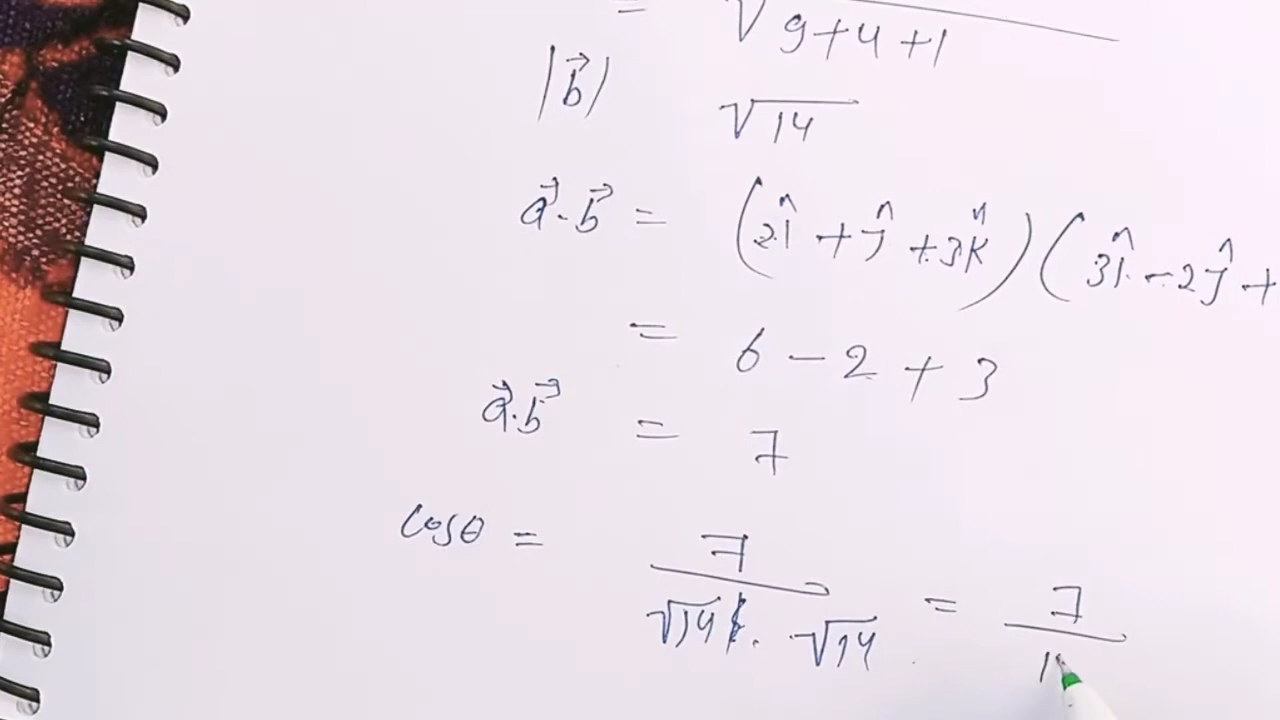 = √9+4+1
|b⃗| √14
a⃗·b⃗ = (2î + ĵ + 3k̂)(3î - 2ĵ +
= 6 - 2 + 3
a⃗·b⃗ = 7
cosθ = 7/√14 · √14 = 7/1